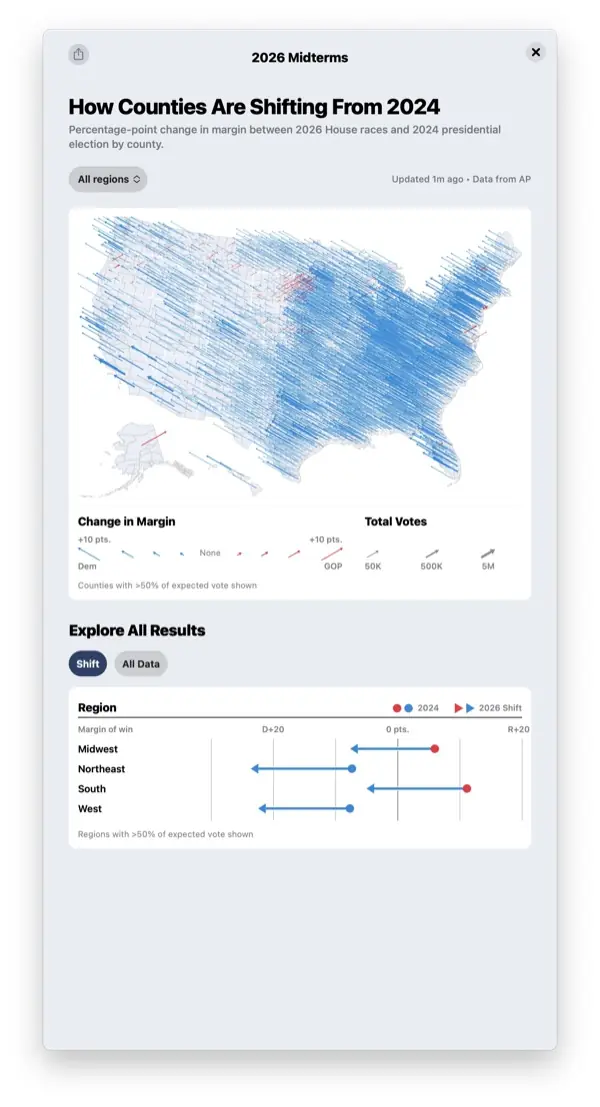 2026 Midterms
How Counties Are Shifting From 2024
Percentage-point change in margin between 2026 House races and 2024 presidential
election by county.
All regions
Updated 1m ago • Data from AP
Change in Margin
Total Votes
+10 pts.
+10 pts.
None
Dem
GOP
50K
500K
5M
Counties with >50% of expected vote shown
Explore All Results
Shift
All Data
Region
2024
2026 Shift
Margin of win
D+20
0 pts.
R+20
Midwest
Northeast
South
West
Regions with >50% of expected vote shown